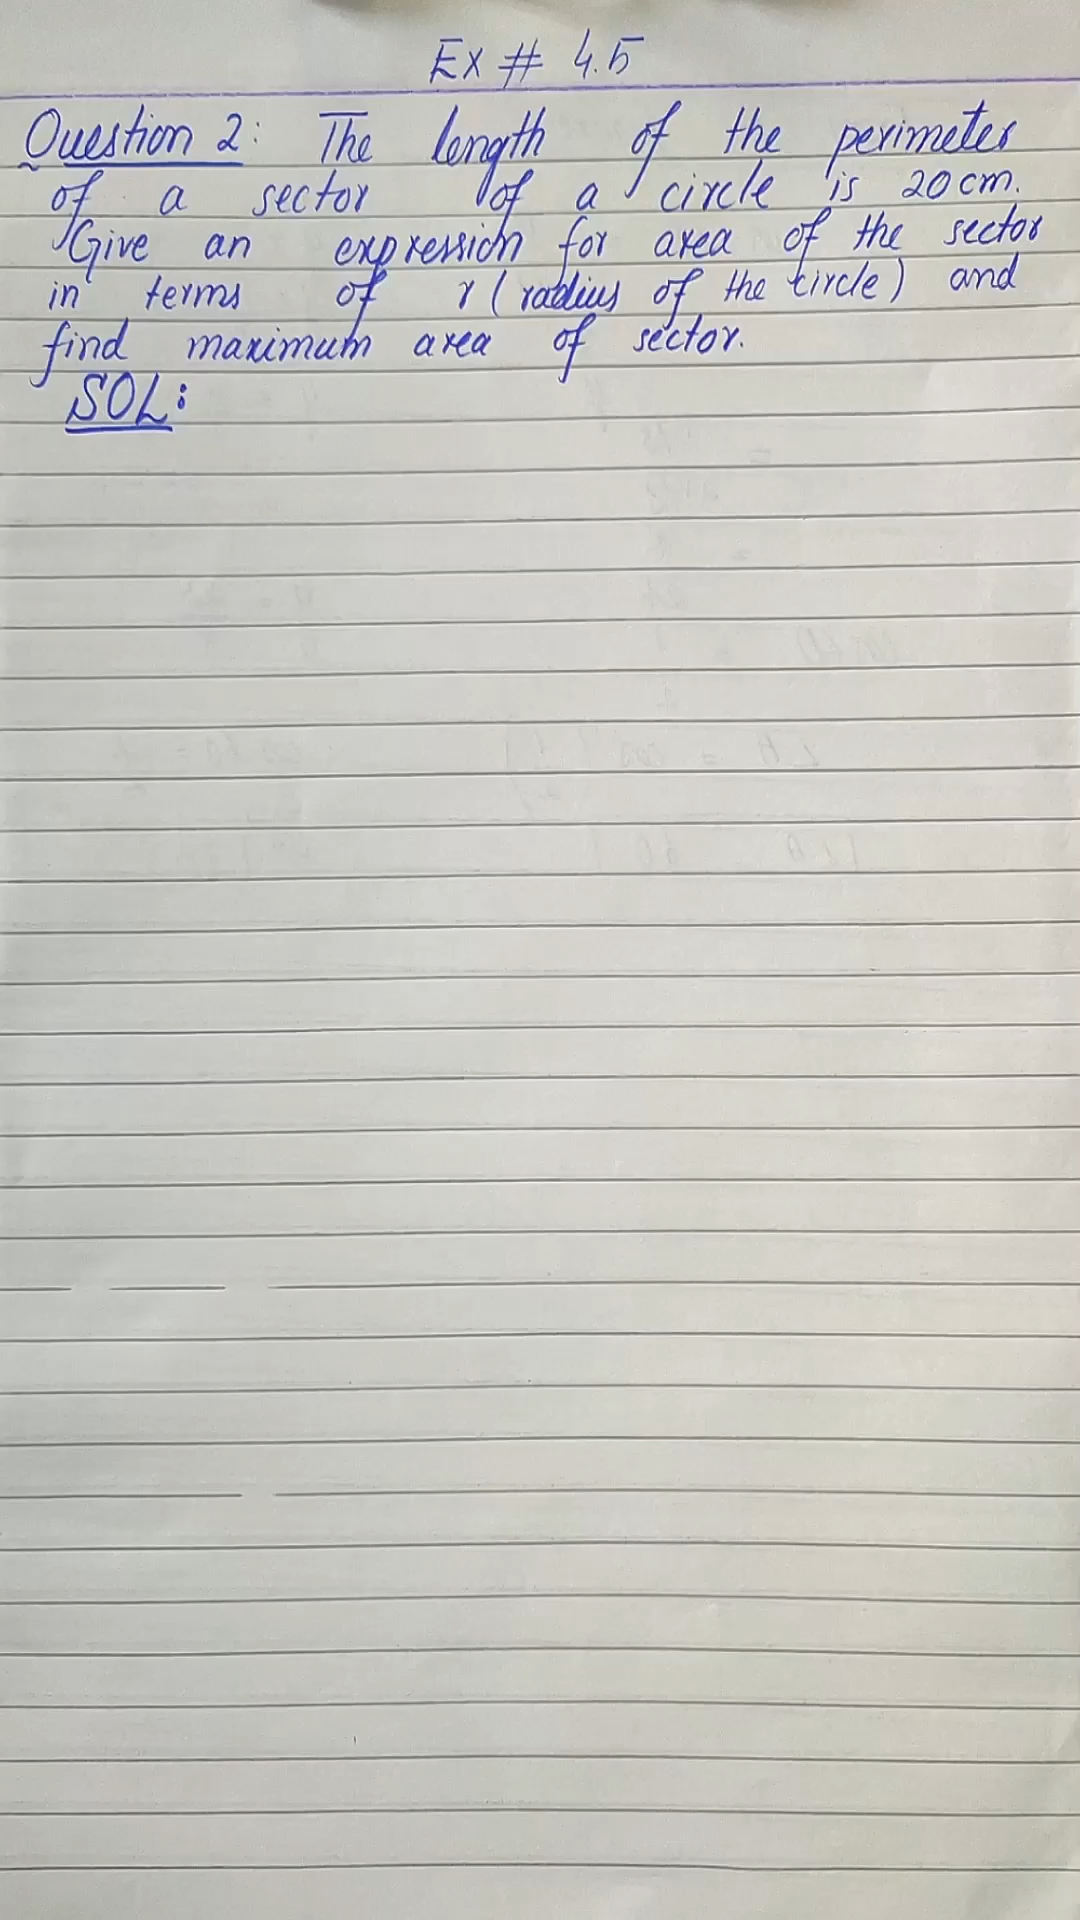 Ex # 4.5
Question 2: The length of the perimeter
of a sector of a circle is 20 cm.
Give an expression for area of the sector
in terms of r (radius of the circle) and
find maximum area of sector.
SOL: